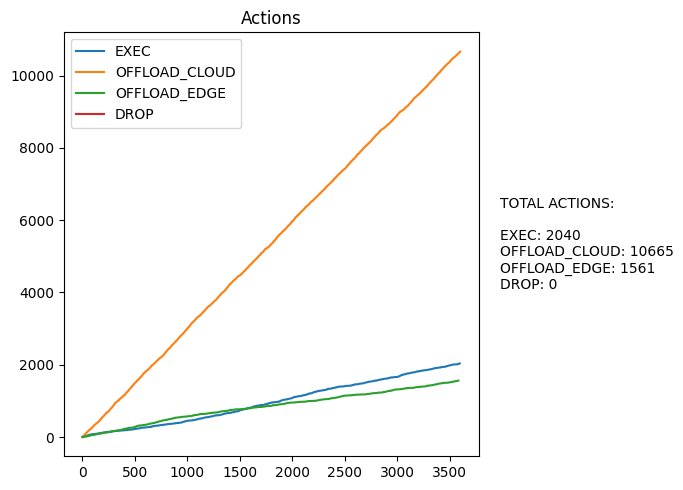 Actions
EXEC
OFFLOAD_CLOUD
OFFLOAD_EDGE
DROP
10000
8000
6000
4000
2000
0
0 500 1000 1500 2000 2500 3000 3500
TOTAL ACTIONS:
EXEC: 2040
OFFLOAD_CLOUD: 10665
OFFLOAD_EDGE: 1561
DROP: 0